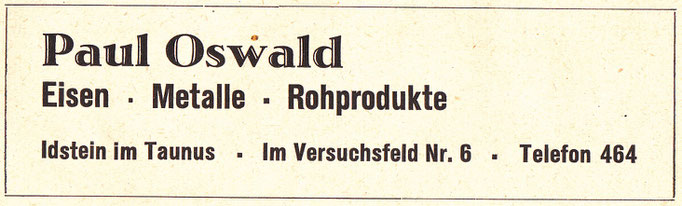 Paul Oswald
Eisen · Metalle · Rohprodukte
Idstein im Taunus · Im Versuchsfeld Nr. 6 · Telefon 464